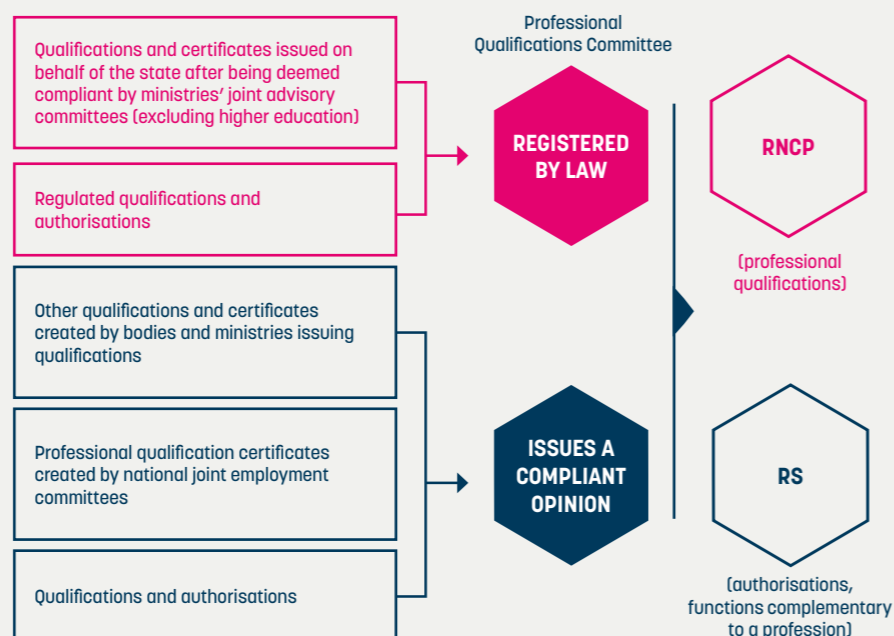 Qualifications and certificates issued on
behalf of the state after being deemed
compliant by ministries’ joint advisory
committees (excluding higher education)
Regulated qualifications and
authorisations
Other qualifications and certificates
created by bodies and ministries issuing
qualifications
Professional qualification certificates
created by national joint employment
committees
Qualifications and authorisations
Professional
Qualifications Committee
REGISTERED
BY LAW
ISSUES A
COMPLIANT
OPINION
RNCP
(professional
qualifications)
RS
(authorisations,
functions complementary
to a profession)